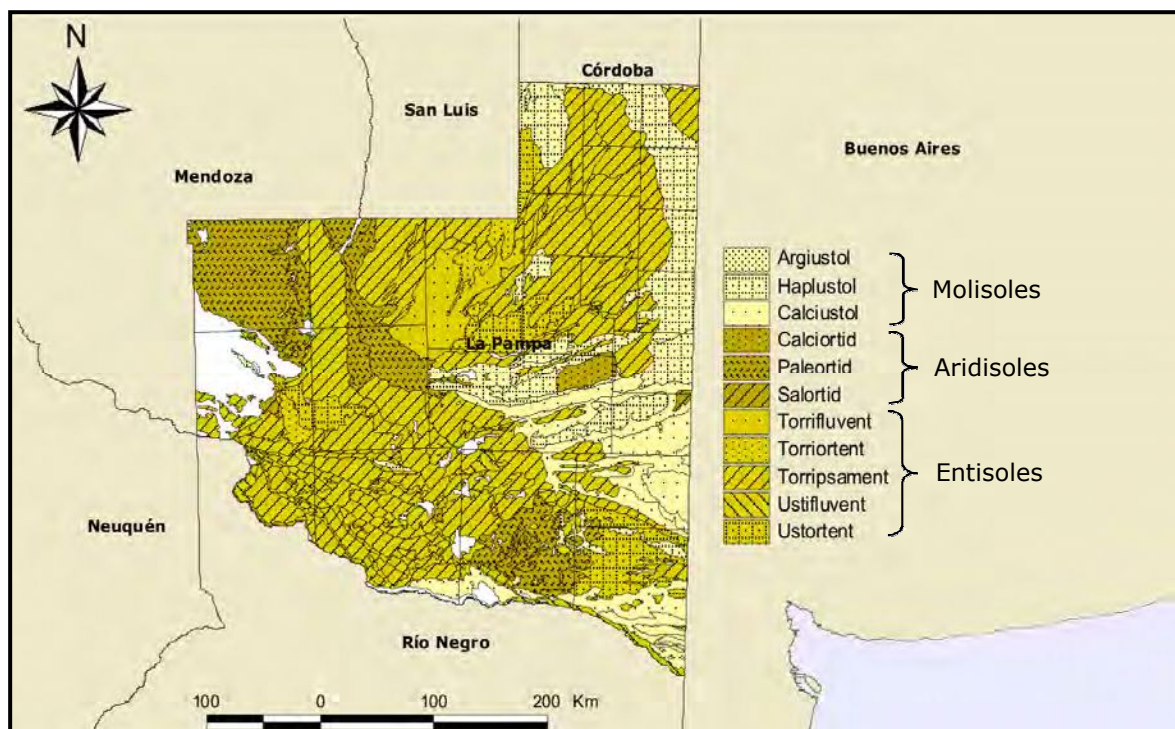 N
Córdoba
San Luis
Buenos Aires
Mendoza
La Pampa
Neuquén
Río Negro
Argiustol
Haplustol
Calciustol
Molisoles
Calciortid
Paleortid
Salortid
Aridisoles
Torrifluvent
Torriortent
Torripsament
Ustifluvent
Ustortent
Entisoles
100 0 100 200 Km